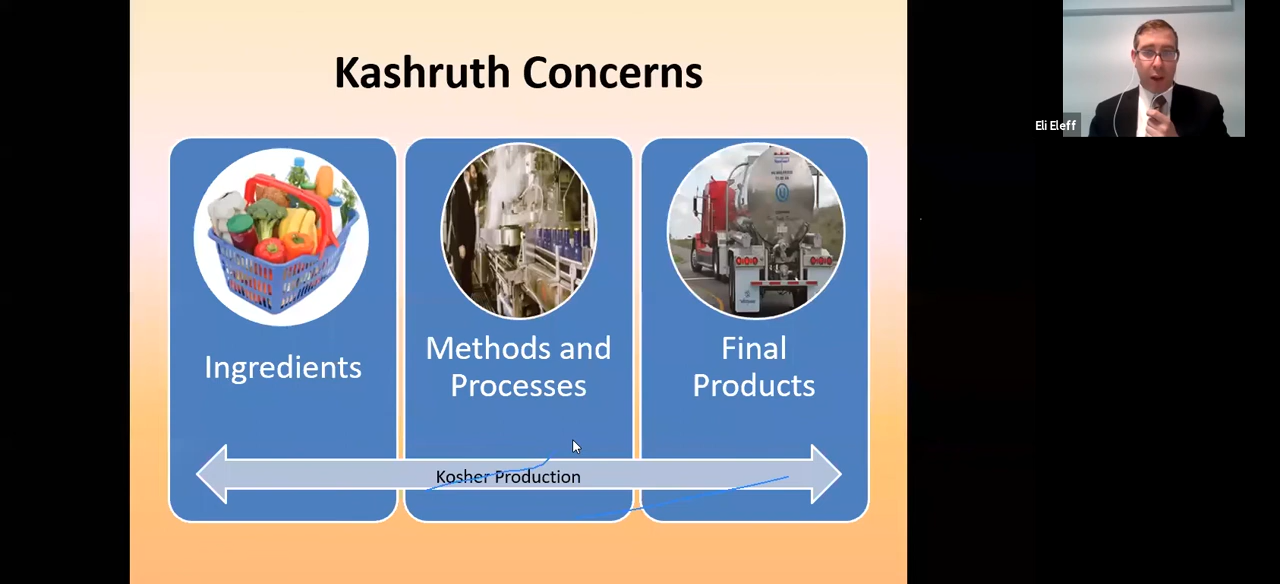 Kashruth Concerns
Eli Eleff
Ingredients
Methods and
Processes
Final
Products
Kosher Production